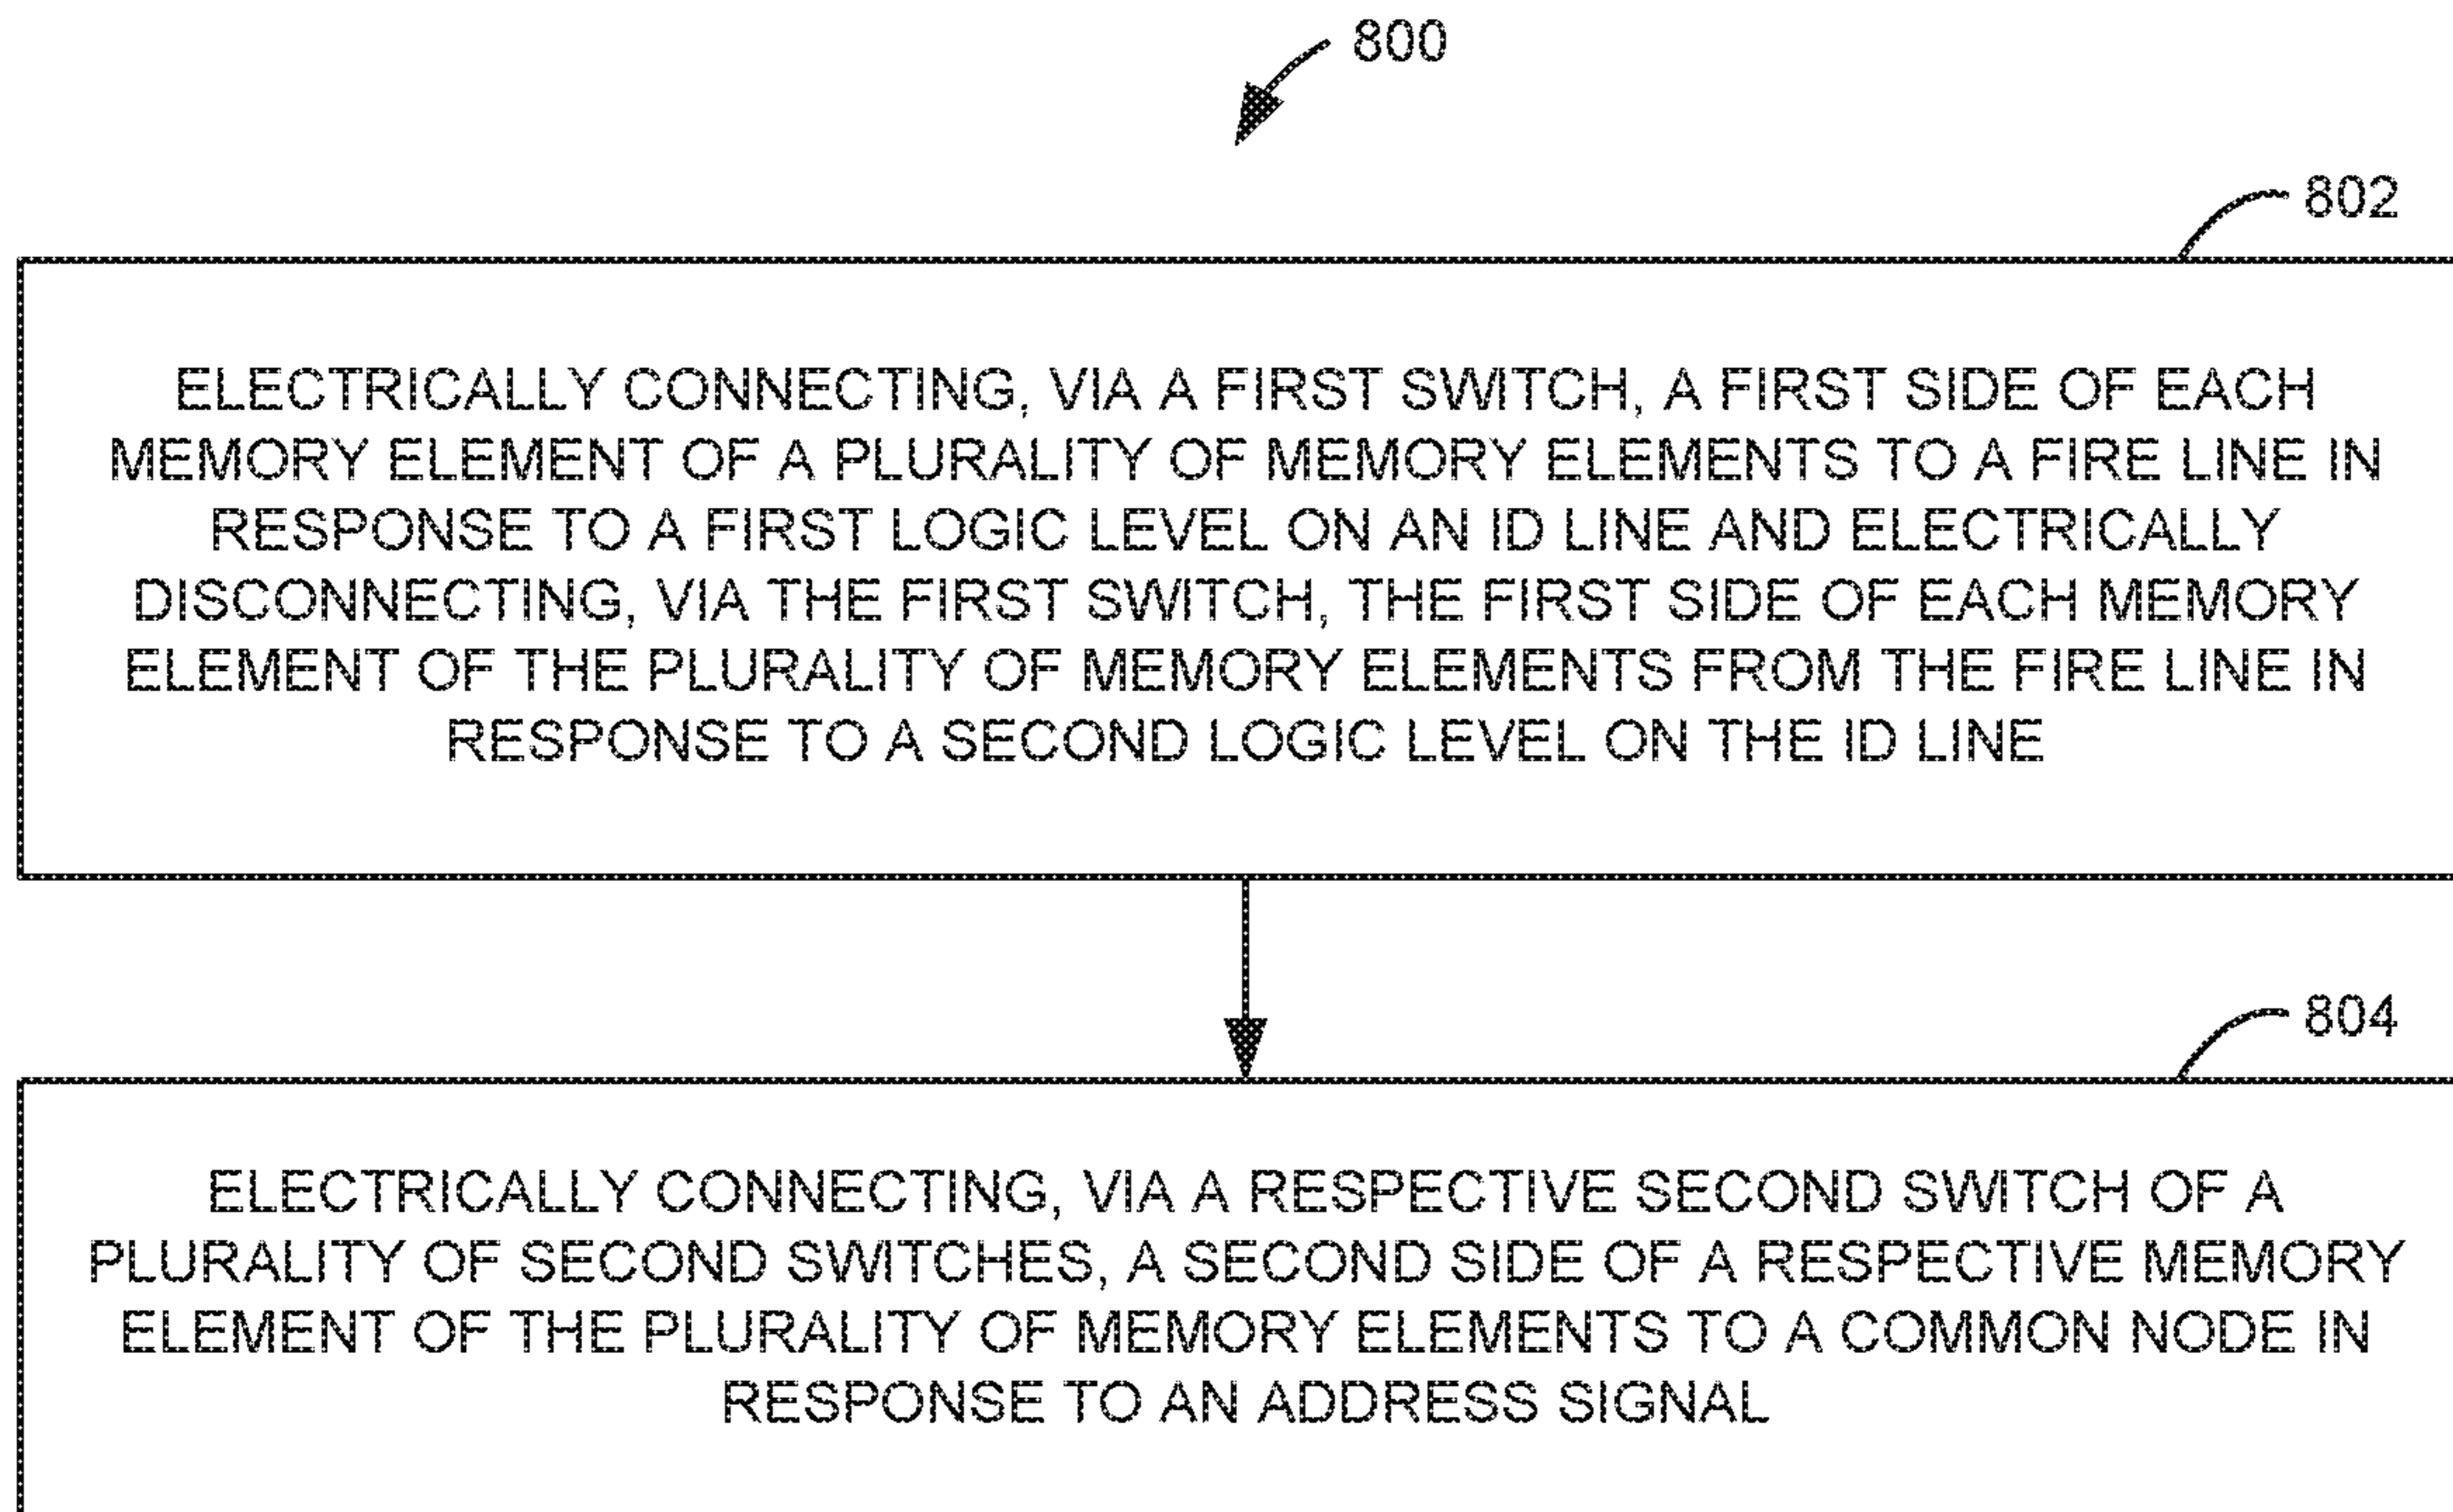 800
802
ELECTRICALLY CONNECTING, VIA A FIRST SWITCH, A FIRST SIDE OF EACH
MEMORY ELEMENT OF A PLURALITY OF MEMORY ELEMENTS TO A FIRE LINE IN
RESPONSE TO A FIRST LOGIC LEVEL ON AN ID LINE AND ELECTRICALLY
DISCONNECTING, VIA THE FIRST SWITCH, THE FIRST SIDE OF EACH MEMORY
ELEMENT OF THE PLURALITY OF MEMORY ELEMENTS FROM THE FIRE LINE IN
RESPONSE TO A SECOND LOGIC LEVEL ON THE ID LINE
804
ELECTRICALLY CONNECTING, VIA A RESPECTIVE SECOND SWITCH OF A
PLURALITY OF SECOND SWITCHES, A SECOND SIDE OF A RESPECTIVE MEMORY
ELEMENT OF THE PLURALITY OF MEMORY ELEMENTS TO A COMMON NODE IN
RESPONSE TO AN ADDRESS SIGNAL